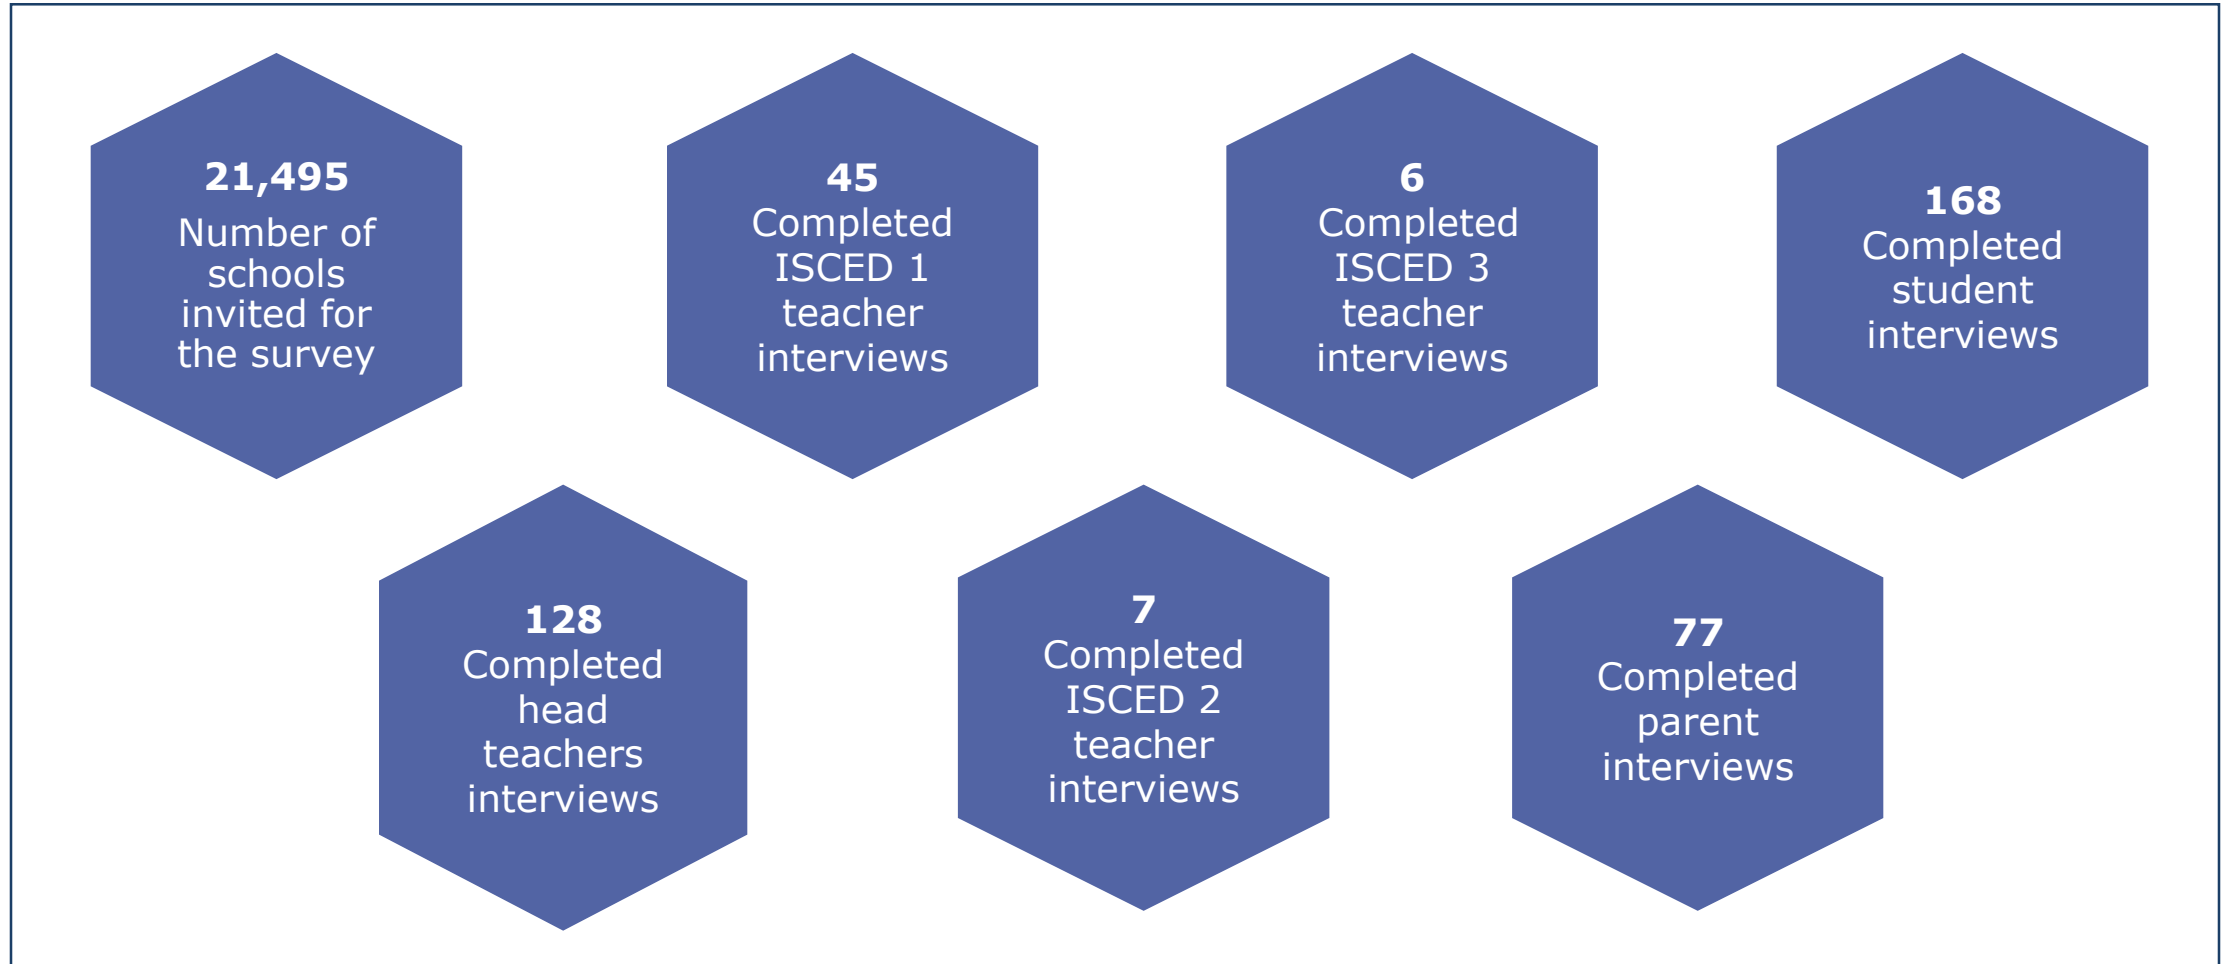 21,495
Number of
schools
invited for
the survey
45
Completed
ISCED 1
teacher
interviews
6
Completed
ISCED 3
teacher
interviews
168
Completed
student
interviews
128
Completed
head
teachers
interviews
7
Completed
ISCED 2
teacher
interviews
77
Completed
parent
interviews